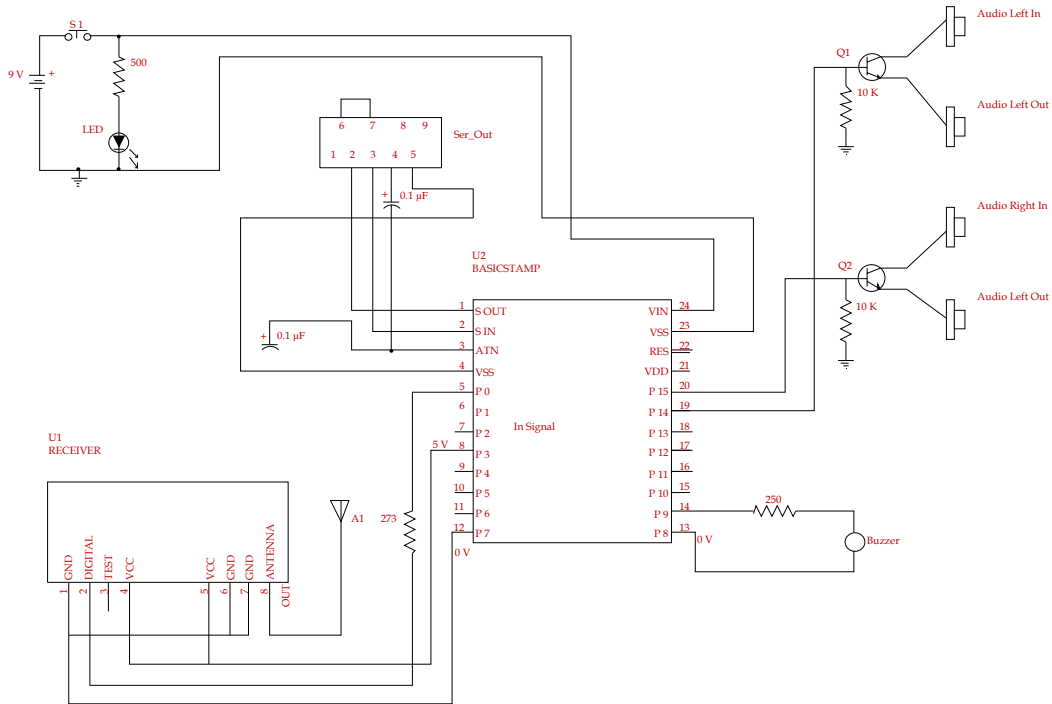 S 1
9 V
+
500
LED
6 7 8 9
1 2 3 4 5
Ser_Out
+
0.1 µF
+
0.1 µF
U2
BASICSTAMP
1
2
3
4
5
6
7
8
9
10
11
12
S OUT
S IN
ATN
VSS
P 0
P 1
P 2
P 3
P 4
P 5
P 6
P 7
5 V
0 V
In Signal
VIN
VSS
RES
VDD
P 15
P 14
P 13
P 12
P 11
P 10
P 9
P 8
24
23
22
21
20
19
18
17
16
15
14
13
0 V
250
Buzzer
Q1
10 K
Audio Left In
Audio Left Out
Q2
10 K
Audio Right In
Audio Left Out
U1
RECEIVER
GND
DIGITAL
TEST
VCC
VCC
GND
GND
ANTENNA
OUT
1
2
3
4
5
6
7
8
A1
273